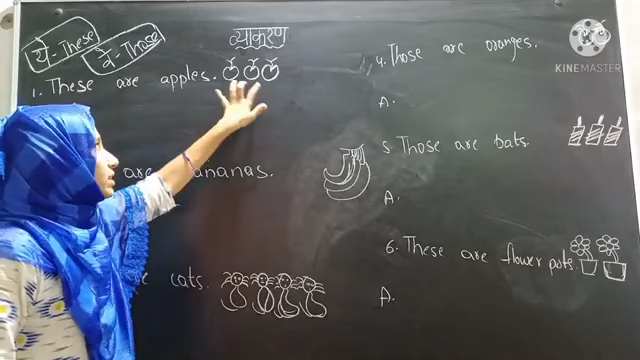 ये - These
वे - Those
व्याकरण
1. These are apples.
are bananas.
cats.
4. Those are oranges.
A.
5 Those are bats.
A.
6. These are flower pots.
A.
KINEMASTER